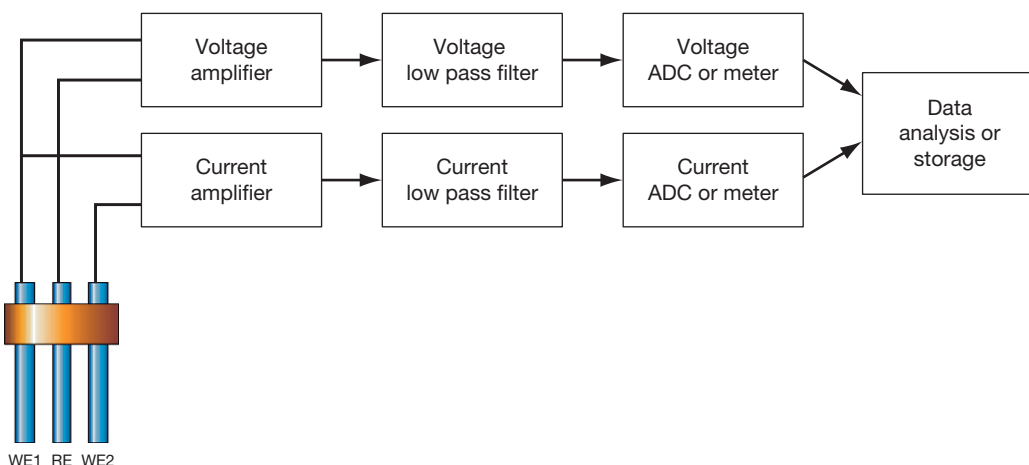 Voltage
amplifier
Voltage
low pass filter
Voltage
ADC or meter
Data
analysis or
storage
Current
amplifier
Current
low pass filter
Current
ADC or meter
WE1 RE WE2